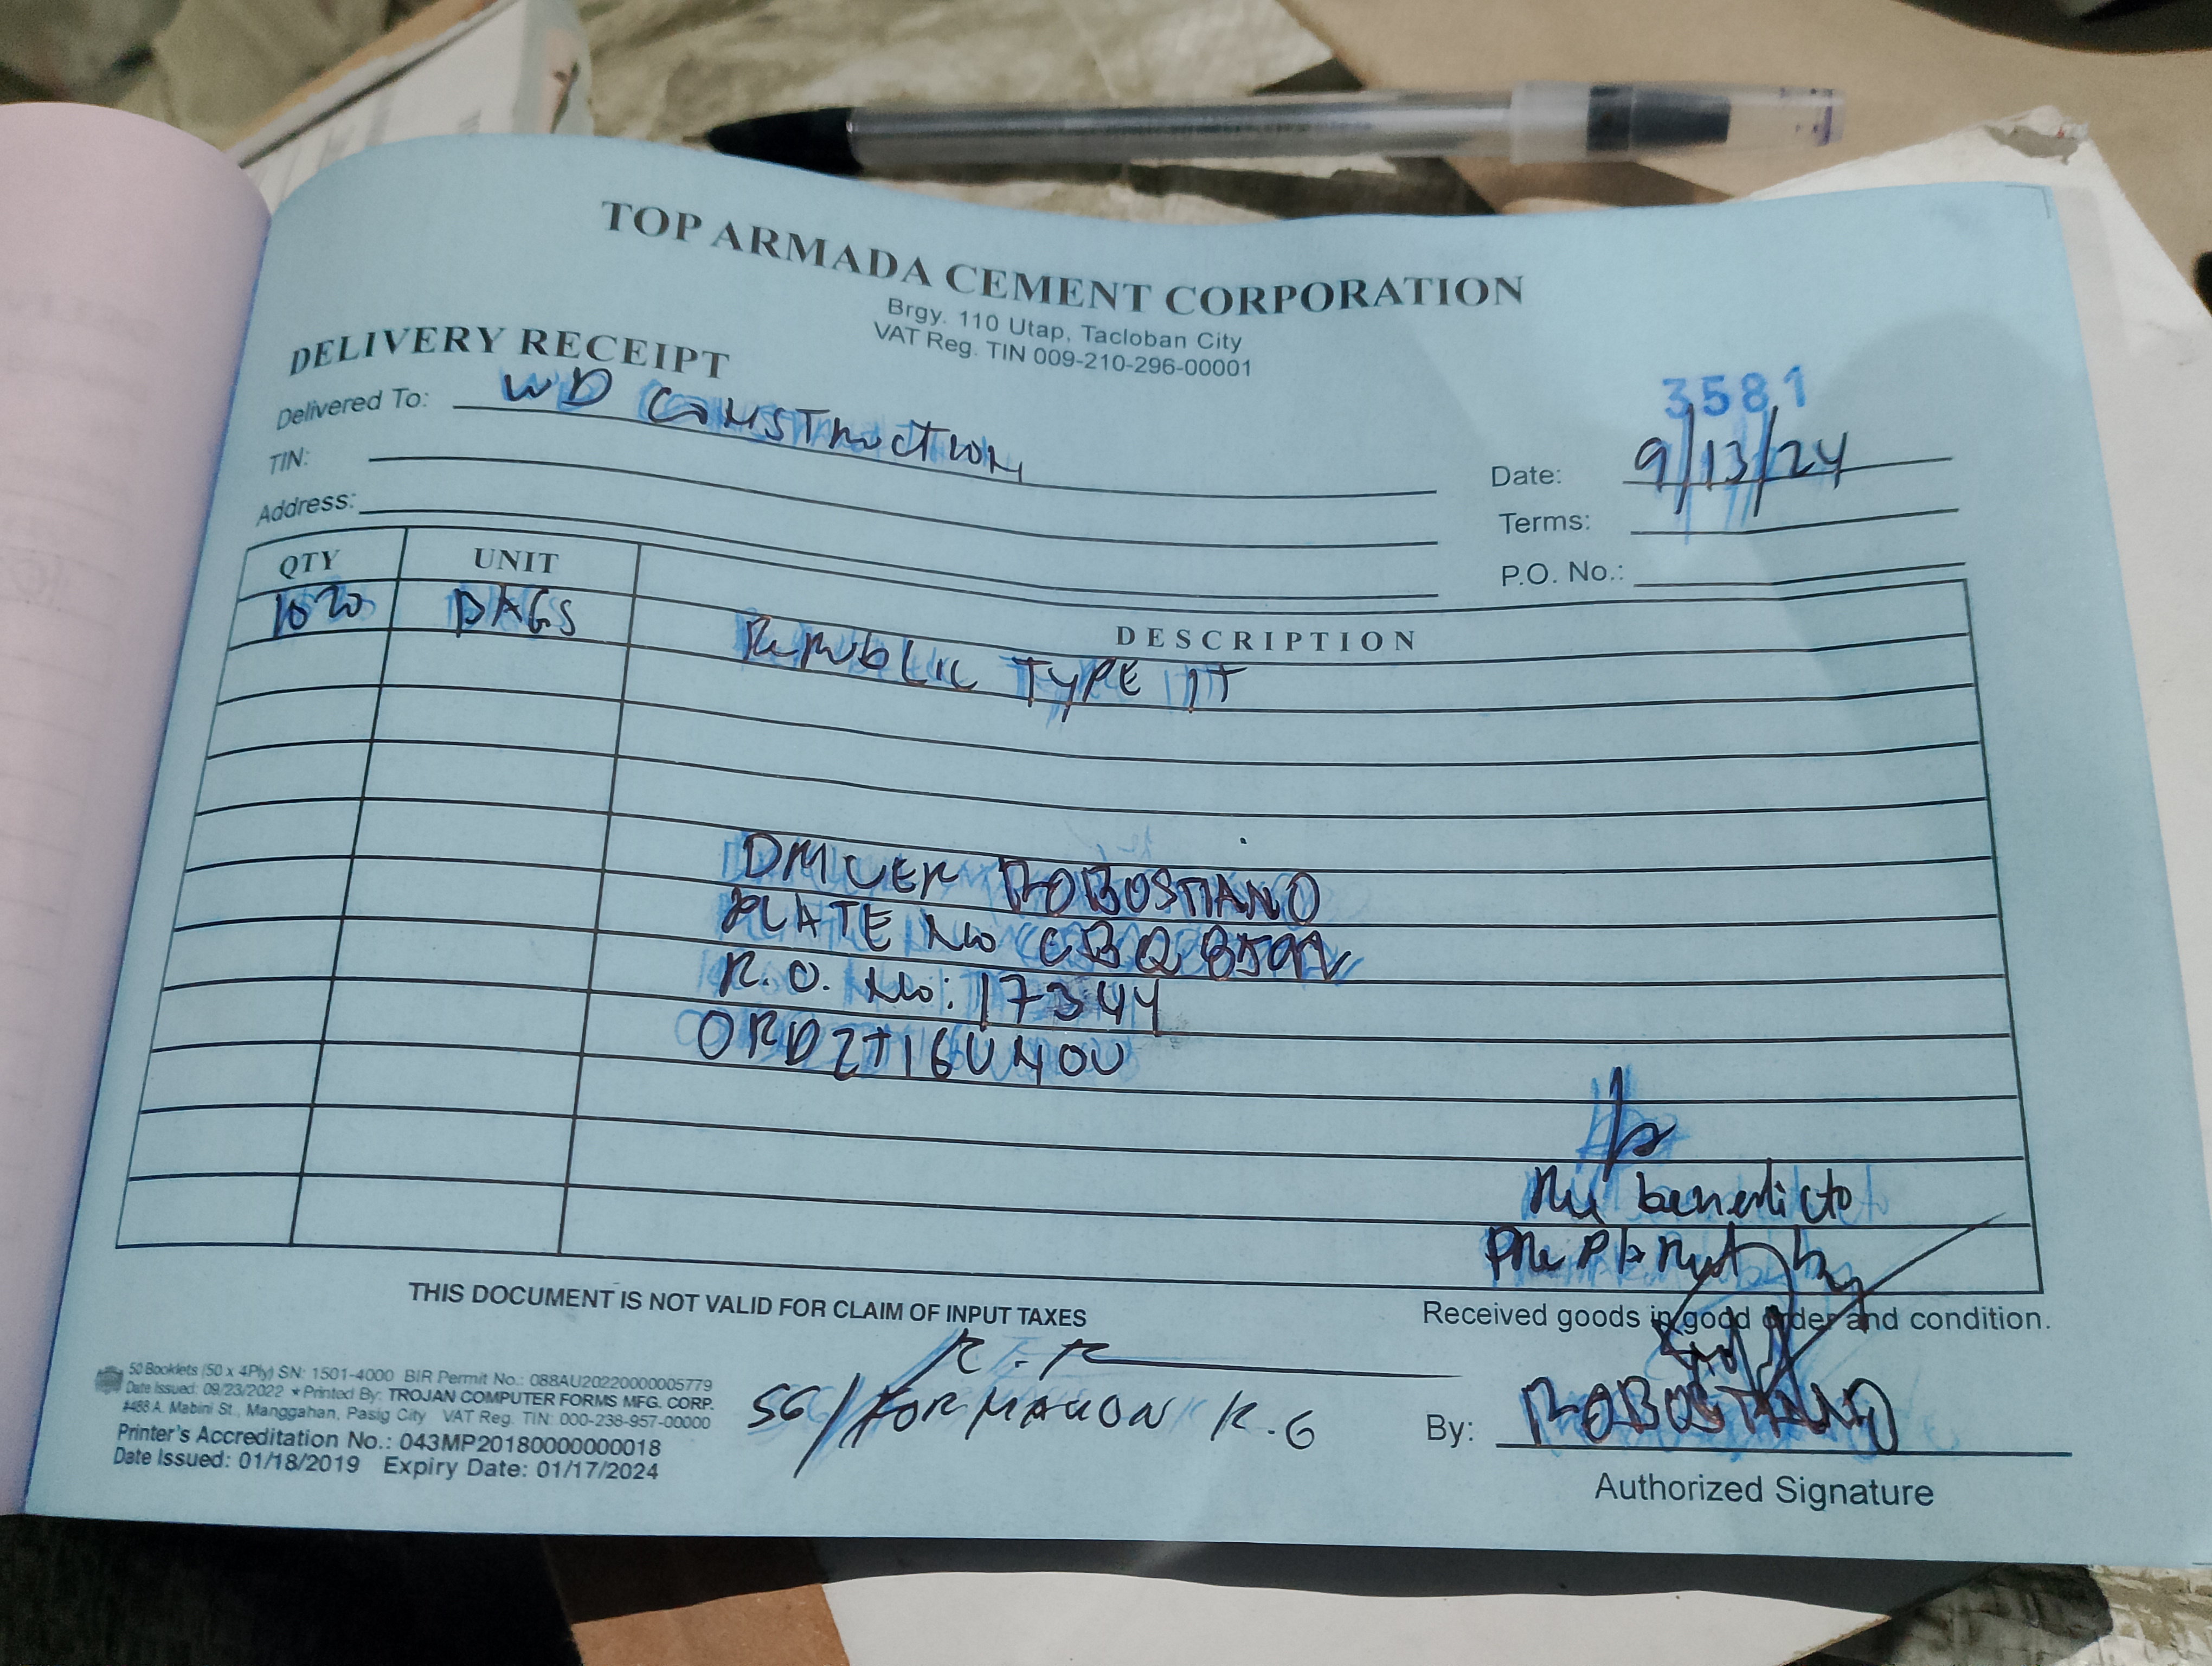 TOP ARMADA CEMENT CORPORATION
Brgy. 110 Utap, Tacloban City
VAT Reg. TIN 009-210-296-00001
DELIVERY RECEIPT
3581
Delivered To: WD CONSTRUCTION
Date: 9/13/24
TIN:
Terms:
Address:
P.O. No.:
QTY UNIT DESCRIPTION
1020 BAGS REPUBLIC TYPE 1T
DRIVER ROBOSTIANO
PLATE No CBQ 8592
R.O. No: 17344
benedicto
THIS DOCUMENT IS NOT VALID FOR CLAIM OF INPUT TAXES
Received goods in good order and condition.
50 Booklets (50 x 4Ply) SN: 1501-4000 BIR Permit No.: 088AU20220000005779
Date Issued: 09/23/2022 * Printed By: TROJAN COMPUTER FORMS MFG. CORP.
#488 A. Mabini St., Manggahan, Pasig City VAT Reg. TIN: 000-238-957-00000
Printer's Accreditation No.: 043MP20180000000018
Date Issued: 01/18/2019 Expiry Date: 01/17/2024
SG/FORMARION R.G
By: ROBOSTIANO
Authorized Signature